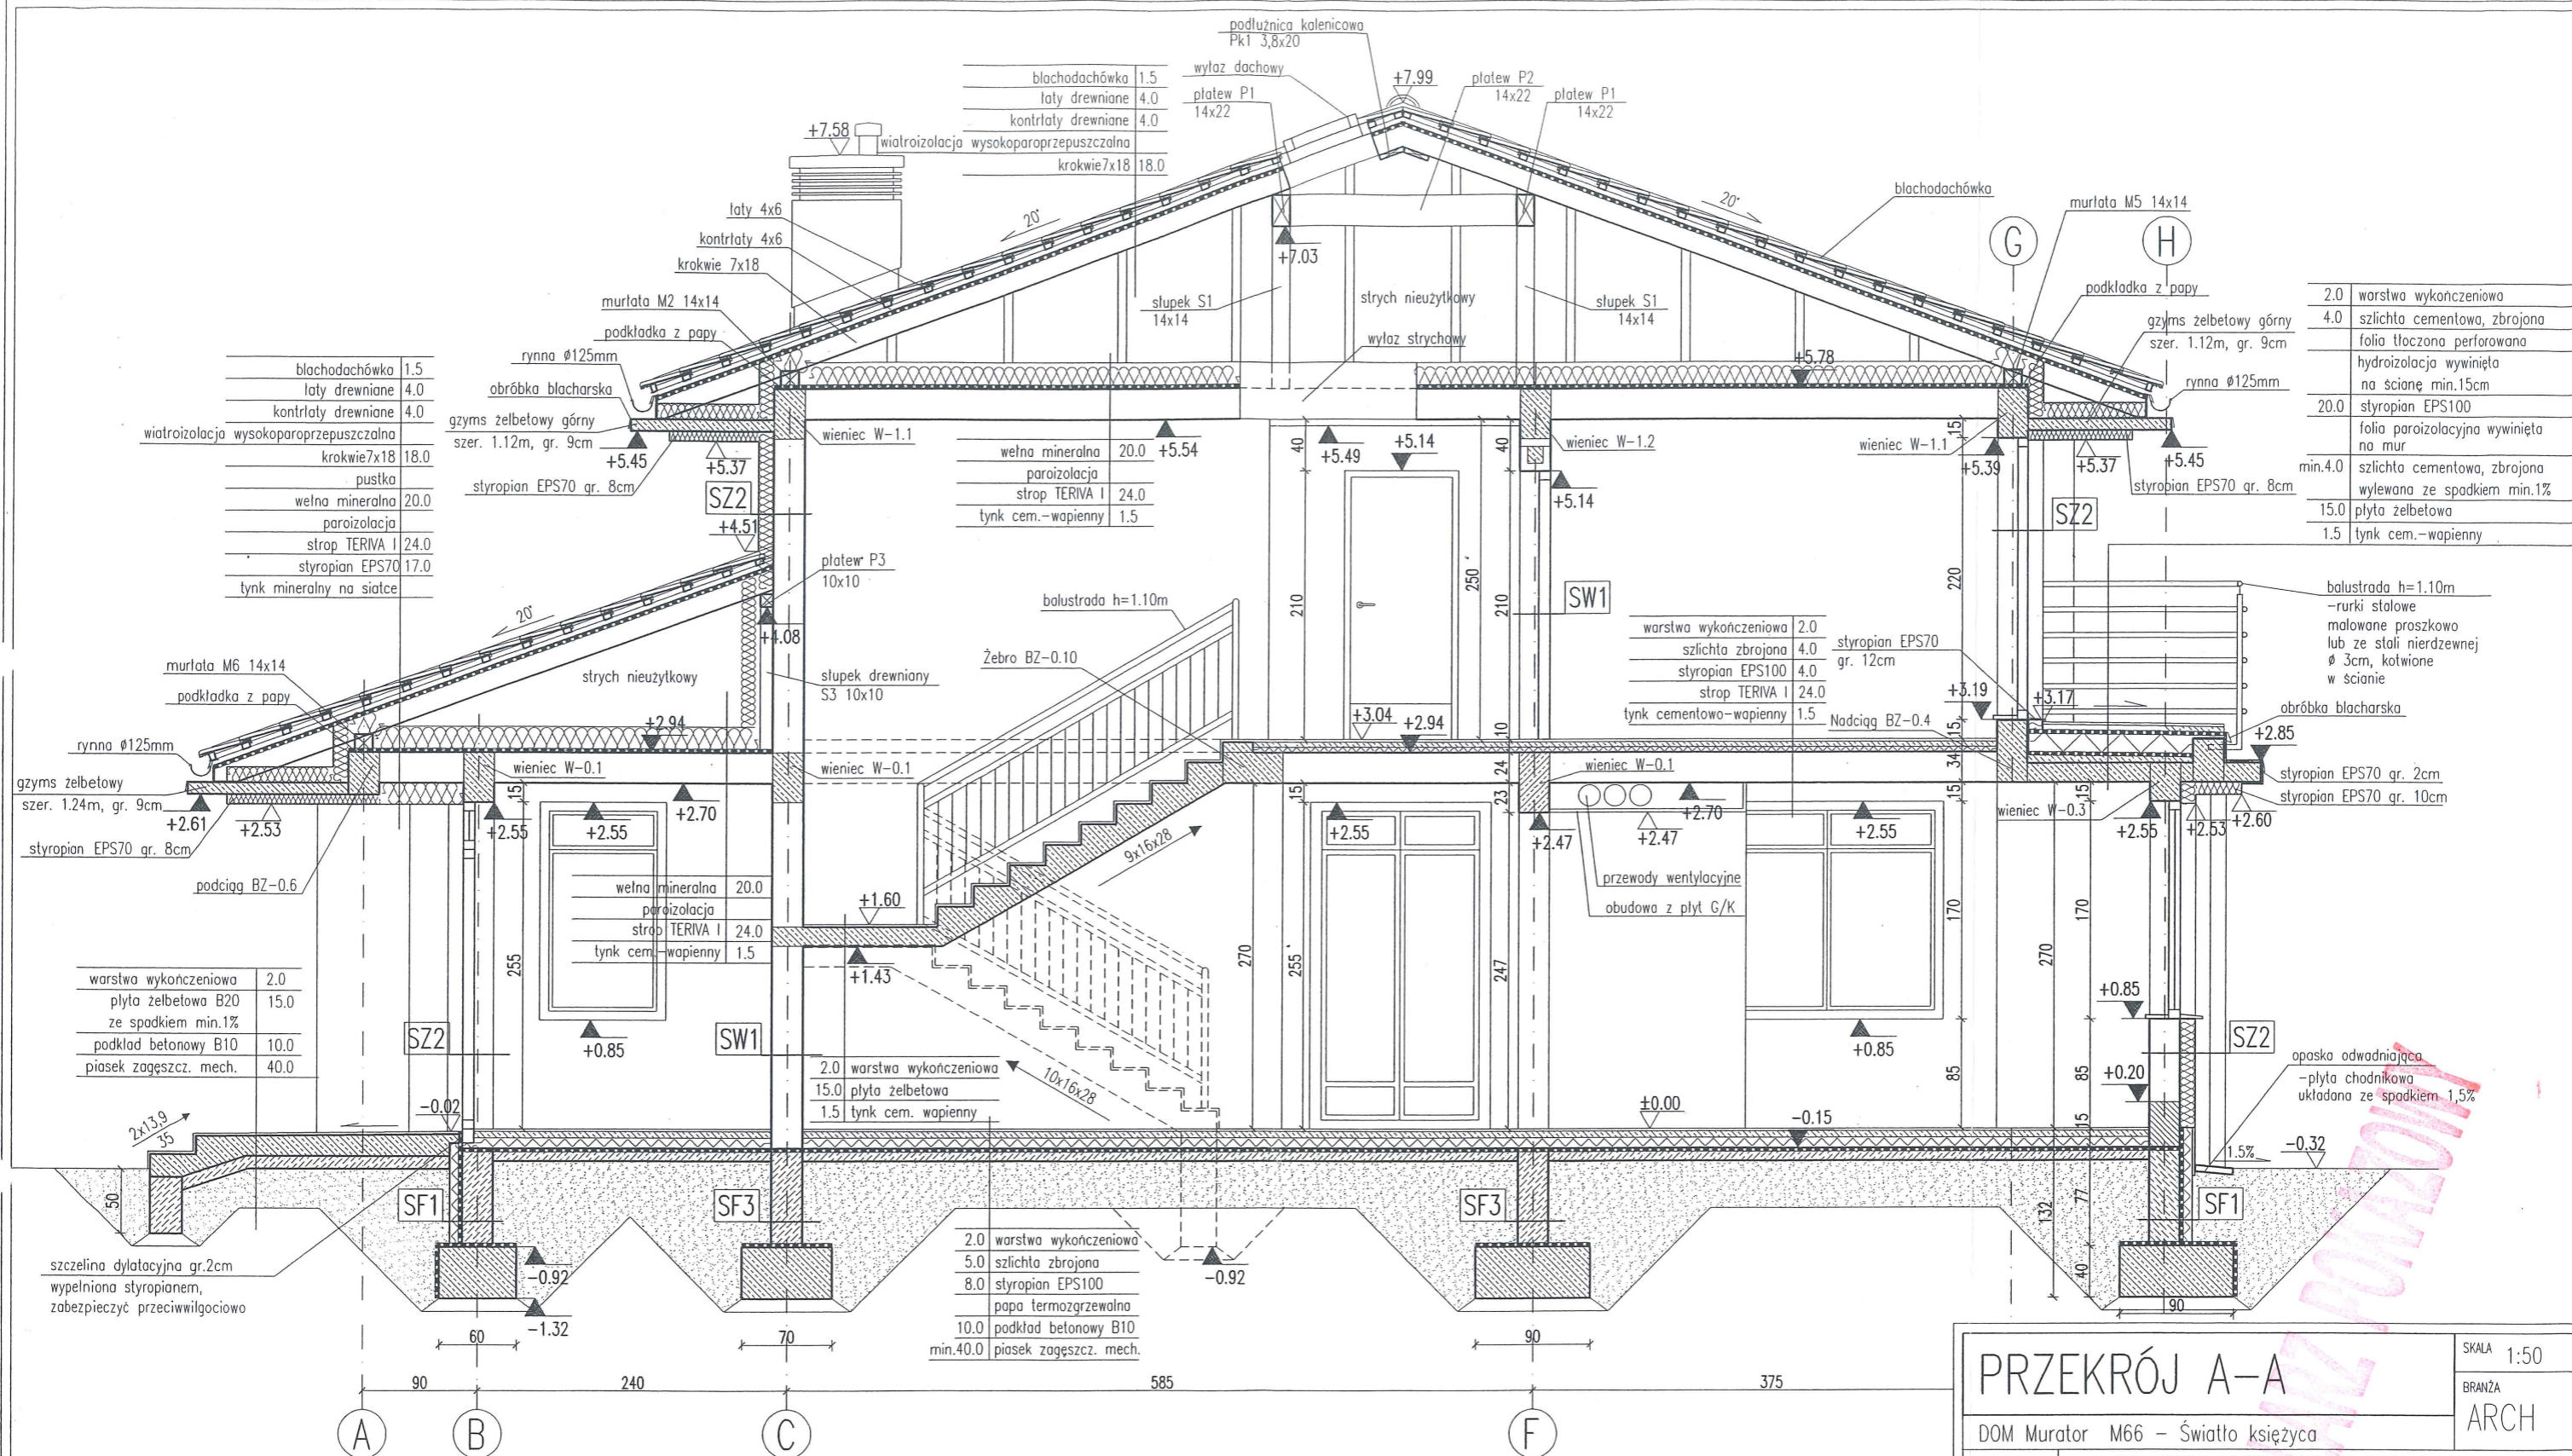 podłużnica kalenicowa
Pk1 3,8x20
wyłaz dachowy
płatew P1
14x22
+7.99
płatew P2
14x22
płatew P1
14x22
blachodachówka 1.5
łaty drewniane 4.0
kontrłaty drewniane 4.0
wiatroizolacja wysokoparoprzepuszczalna
krokwie7x18 18.0
+7.58
łaty 4x6
kontrłaty 4x6
krokwie 7x18
murłata M2 14x14
podkładka z papy
rynna ø125mm
obróbka blacharska
gzyms żelbetowy górny
szer. 1.12m, gr. 9cm
+5.45
+5.37
styropian EPS70 gr. 8cm
SZ2
+4.51
20°
20°
blachodachówka
murłata M5 14x14
G
H
podkładka z papy
gzyms żelbetowy górny
szer. 1.12m, gr. 9cm
rynna ø125mm
+7.03
słupek S1
14x14
strych nieużytkowy
słupek S1
14x14
wyłaz strychowy
+5.78
2.0 warstwa wykończeniowa
4.0 szlichta cementowa, zbrojona
folia tłoczona perforowana
hydroizolacja wywinięta
na ścianę min.15cm
20.0 styropian EPS100
folia paroizolacyjna wywinięta
na mur
min.4.0 szlichta cementowa, zbrojona
wylewana ze spadkiem min.1%
15.0 płyta żelbetowa
1.5 tynk cem.-wapienny
blachodachówka 1.5
łaty drewniane 4.0
kontrłaty drewniane 4.0
wiatroizolacja wysokoparoprzepuszczalna
krokwie7x18 18.0
pustka
wełna mineralna 20.0
paroizolacja
strop TERIVA I 24.0
styropian EPS70 17.0
tynk mineralny na siatce
wieniec W-1.1
wełna mineralna 20.0
paroizolacja
strop TERIVA I 24.0
tynk cem.-wapienny 1.5
+5.54
40
+5.49
+5.14
40
wieniec W-1.2
+5.14
wieniec W-1.1
15
+5.39
+5.37
+5.45
styropian EPS70 gr. 8cm
SZ2
płatew P3
10x10
+4.08
20°
strych nieużytkowy
słupek drewniany
S3 10x10
balustrada h=1.10m
Żebro BZ-0.10
210
250
210
SW1
220
warstwa wykończeniowa 2.0
szlichta zbrojona 4.0
styropian EPS100 4.0
strop TERIVA I 24.0
tynk cementowo-wapienny 1.5
styropian EPS70
gr. 12cm
Nadciąg BZ-0.4
+3.19
+3.17
balustrada h=1.10m
-rurki stalowe
malowane proszkowo
lub ze stali nierdzewnej
ø 3cm, kotwione
w ścianie
obróbka blacharska
+2.85
styropian EPS70 gr. 2cm
styropian EPS70 gr. 10cm
murłata M6 14x14
podkładka z papy
rynna ø125mm
gzyms żelbetowy
szer. 1.24m, gr. 9cm
+2.61
+2.53
styropian EPS70 gr. 8cm
podciąg BZ-0.6
+2.94
wieniec W-0.1
wieniec W-0.1
+3.04
+2.94
10
24
23
wieniec W-0.1
15
34
15
15
15
+2.55
+2.55
+2.70
15
+2.55
+2.47
+2.47
+2.70
+2.55
wieniec W-0.3
+2.55
+2.53
+2.60
9x16x28
przewody wentylacyjne
obudowa z płyt G/K
wełna mineralna 20.0
paroizolacja
strop TERIVA I 24.0
tynk cem.-wapienny 1.5
+1.60
+1.43
255
270
255
247
170
270
170
+0.85
+0.85
+0.85
+0.20
85
85
15
warstwa wykończeniowa 2.0
płyta żelbetowa B20 15.0
ze spadkiem min.1%
podkład betonowy B10 10.0
piasek zagęszcz. mech. 40.0
SZ2
SW1
2.0 warstwa wykończeniowa
15.0 płyta żelbetowa
1.5 tynk cem. wapienny
10x16x28
SZ2
opaska odwadniająca
-płyta chodnikowa
układana ze spadkiem 1,5%
2x13,9
35
-0.02
±0.00
-0.15
1.5%
-0.32
50
SF1
SF3
SF3
SF1
132
77
40
szczelina dylatacyjna gr.2cm
wypełniona styropianem,
zabezpieczyć przeciwwilgociowo
-0.92
-1.32
-0.92
2.0 warstwa wykończeniowa
5.0 szlichta zbrojona
8.0 styropian EPS100
papa termozgrzewalna
10.0 podkład betonowy B10
min.40.0 piasek zagęszcz. mech.
60
70
90
90
90
240
585
375
A
B
C
F
PRZEKRÓJ A-A
SKALA 1:50
BRANŻA
ARCH
DOM Murator M66 - Światło księżyca